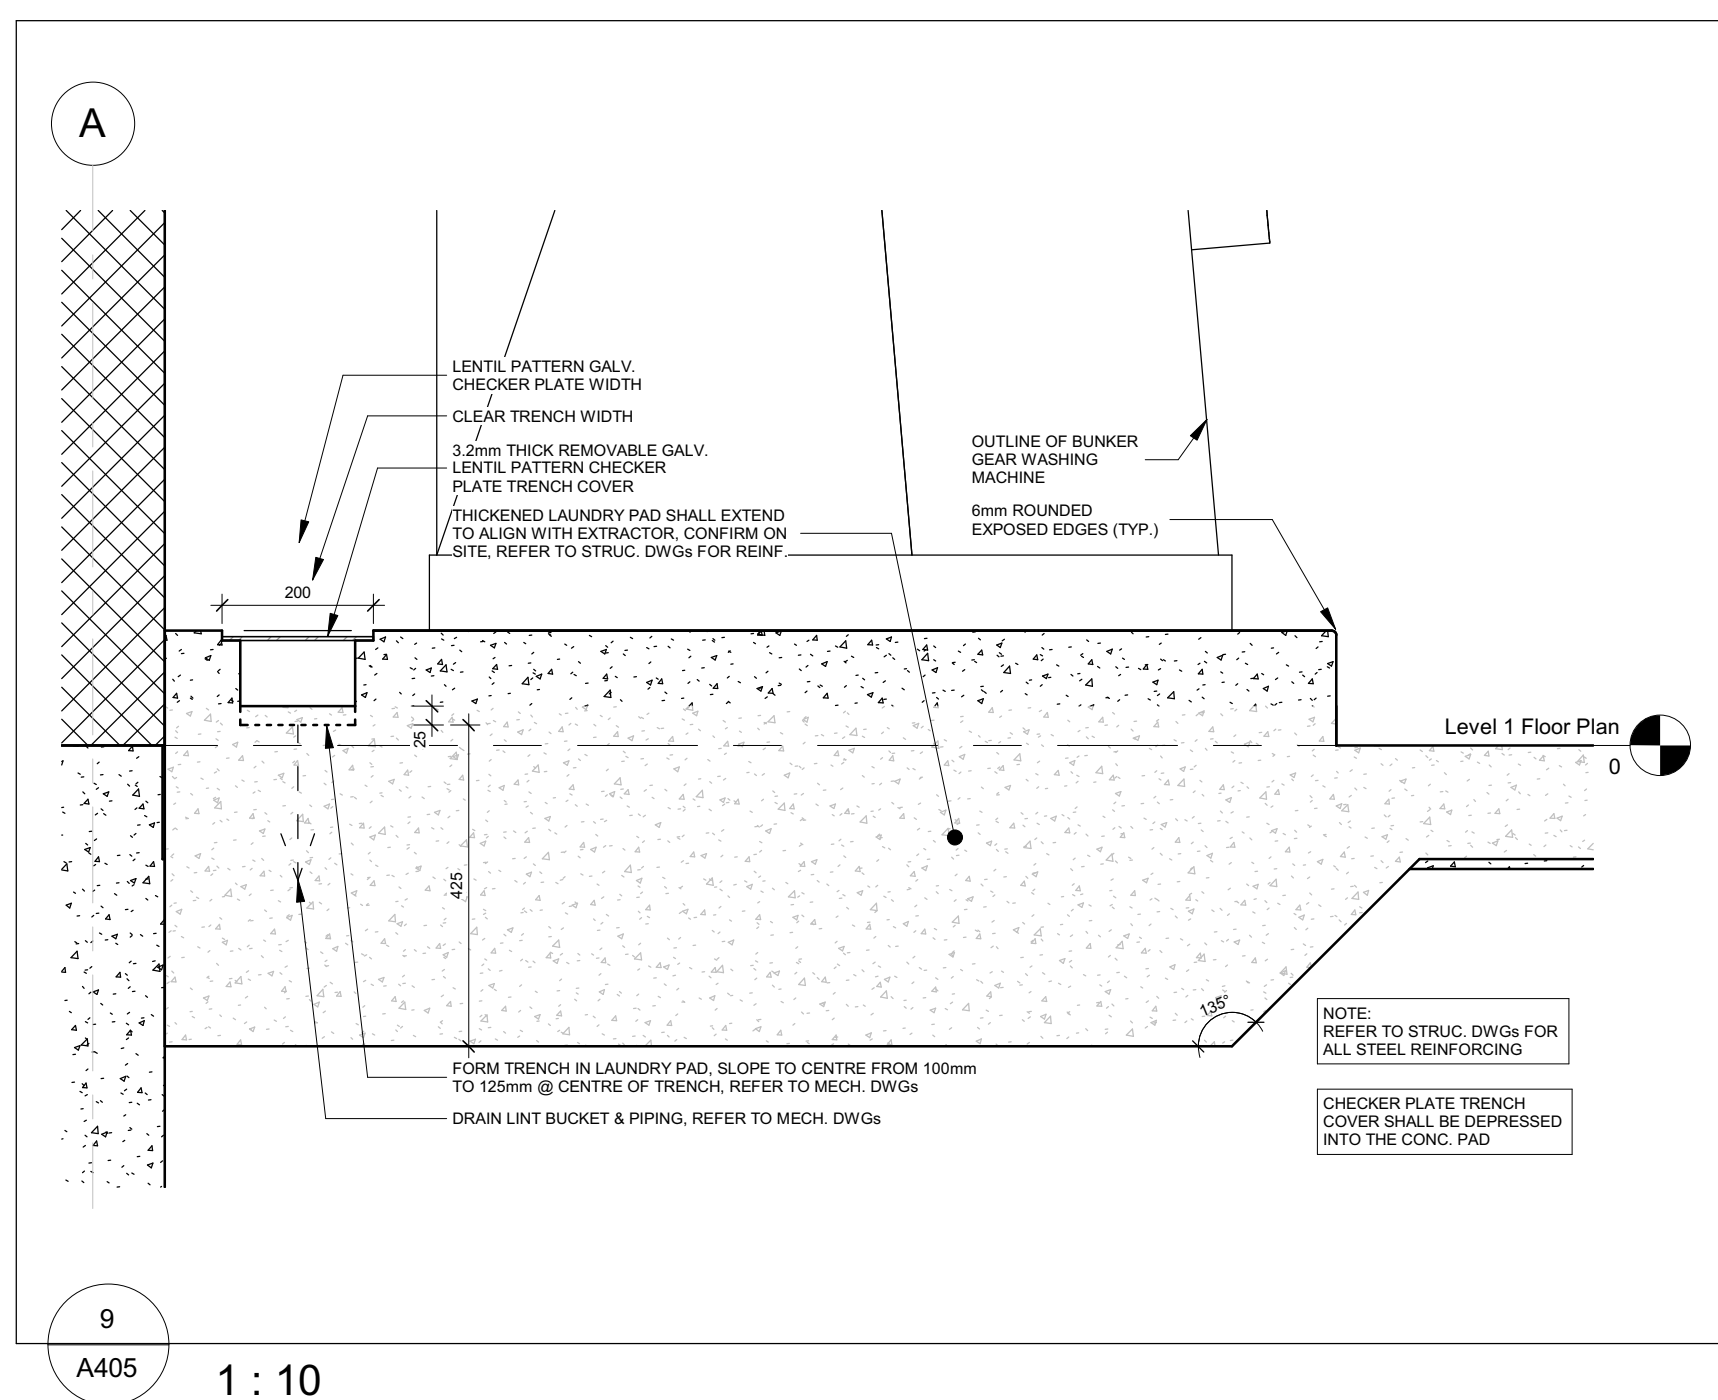 A
LENTIL PATTERN GALV.
CHECKER PLATE WIDTH
CLEAR TRENCH WIDTH
3.2mm THICK REMOVABLE GALV.
LENTIL PATTERN CHECKER
PLATE TRENCH COVER
THICKENED LAUNDRY PAD SHALL EXTEND
TO ALIGN WITH EXTRACTOR, CONFIRM ON
SITE, REFER TO STRUC. DWGs FOR REINF.
OUTLINE OF BUNKER
GEAR WASHING
MACHINE
6mm ROUNDED
EXPOSED EDGES (TYP.)
200
25
425
Level 1 Floor Plan
0
135°
NOTE:
REFER TO STRUC. DWGs FOR
ALL STEEL REINFORCING
CHECKER PLATE TRENCH
COVER SHALL BE DEPRESSED
INTO THE CONC. PAD
FORM TRENCH IN LAUNDRY PAD, SLOPE TO CENTRE FROM 100mm
TO 125mm @ CENTRE OF TRENCH, REFER TO MECH. DWGs
DRAIN LINT BUCKET & PIPING, REFER TO MECH. DWGs
9
A405
1 : 10